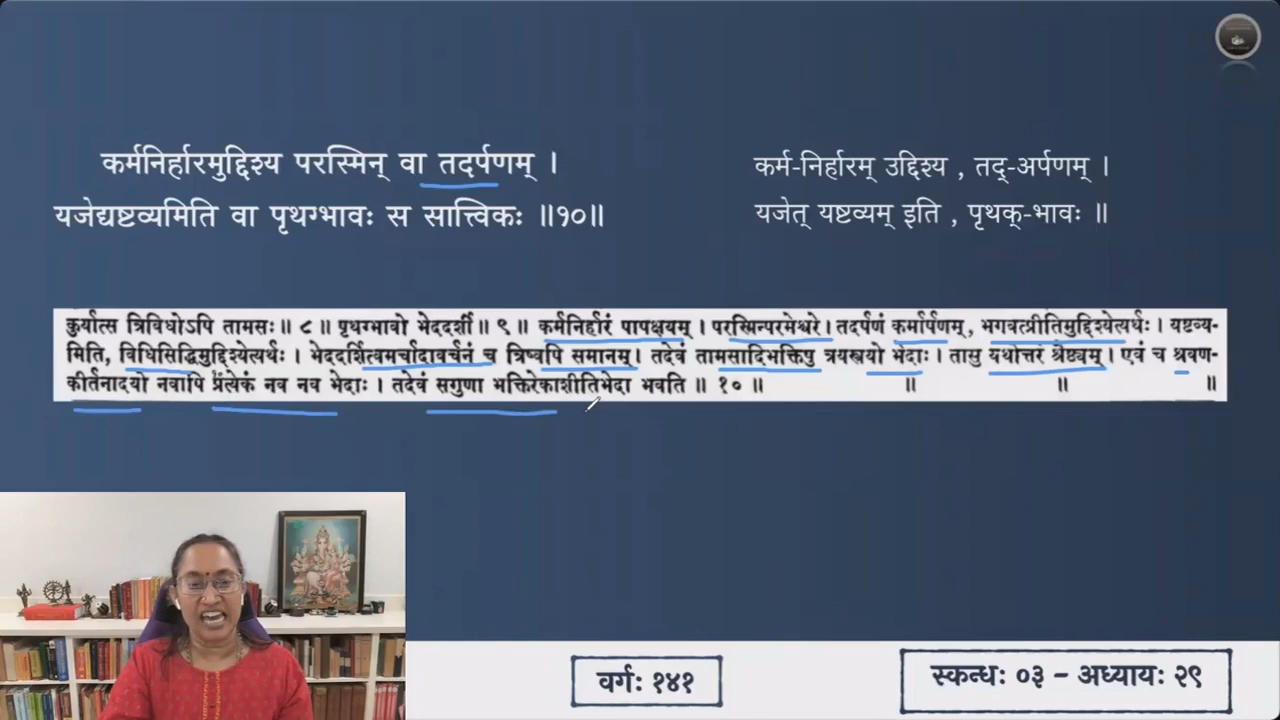 कर्मनिर्हारमुद्दिश्य परस्मिन् वा तदर्पणम् ।
यजेद्यष्टव्यमिति वा पृथग्भावः स सात्त्विकः ॥१०॥
कर्म-निर्हारम् उद्दिश्य , तद्-अर्पणम् ।
यजेत् यष्टव्यम् इति , पृथक्-भावः ॥
कुर्यात्स त्रिविधोऽपि तामसः॥ ८ ॥ पृथग्भावो भेददर्शी॥ ९ ॥ कर्मनिर्हारं पापक्षयम् । परस्मिन्परमेश्वरे । तदर्पणं कर्मार्पणम्, भगवत्प्रीतिमुद्दिश्येत्यर्थः । यष्टव्य-
मिति, विधिसिद्धिमुद्दिश्येत्यर्थः । भेददर्शित्वमर्चादावर्चनं च त्रिष्वपि समानम् । तदेवं तामसादिभक्तिषु त्रयस्त्रयो भेदाः । तासु यथोत्तरं श्रैष्ट्यम् । एवं च श्रवण-
कीर्तनादयो नवापि प्रत्येकं नव नव भेदाः । तदेवं सगुणा भक्तिरेकाशीतिभेदा भवति ॥ १० ॥ ॥ ॥ ॥
वर्गः १४१
स्कन्धः ०३ – अध्यायः २९